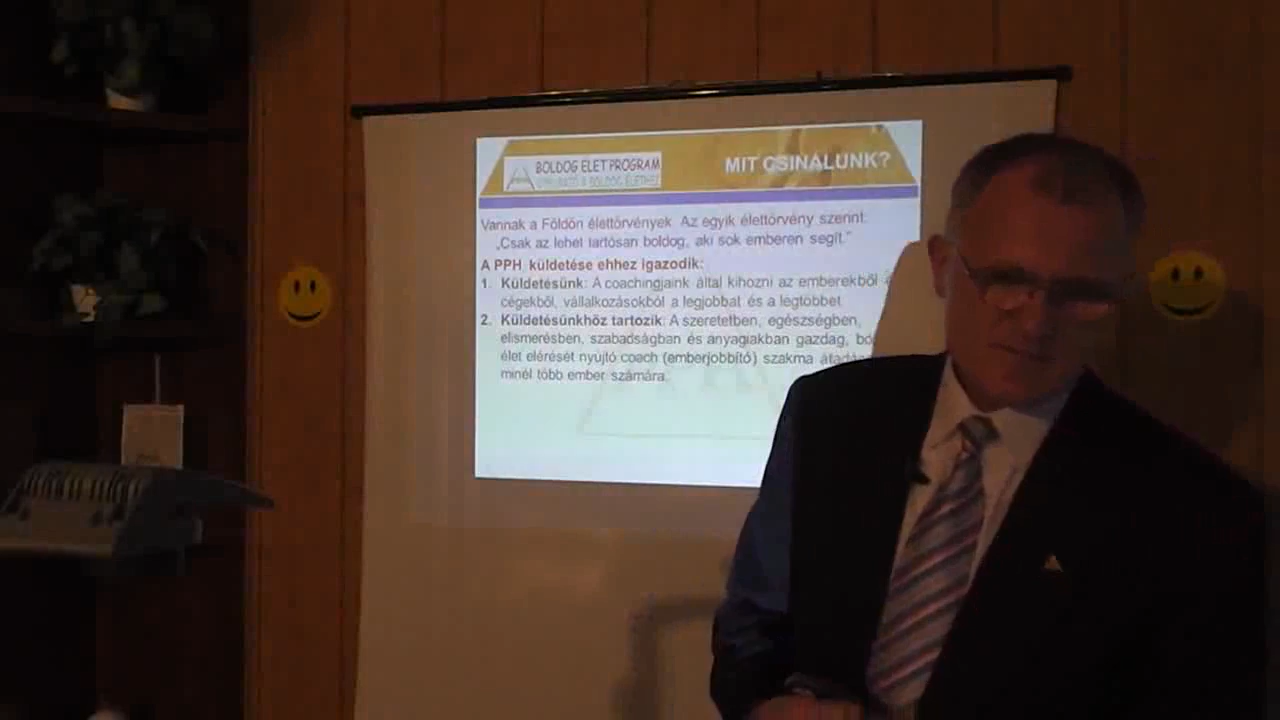 BOLDOG ÉLET PROGRAM
MIT CSINÁLUNK?
Vannak a Földön élettörvények. Az egyik élettörvény szerint:
„Csak az lehet tartósan boldog, aki sok emberen segít.”
A PPH küldetése ehhez igazodik:
1. Küldetésünk: A coachingjaink által kihozni az emberekből
cégekből, vállalkozásokból a legjobbat és a legtöbbet.
2. Küldetésünkhöz tartozik: A szeretetben, egészségben,
elismerésben, szabadságban és anyagiakban gazdag,
élet elérését nyújtó coach (emberjobbító) szakma
minél több ember számára.